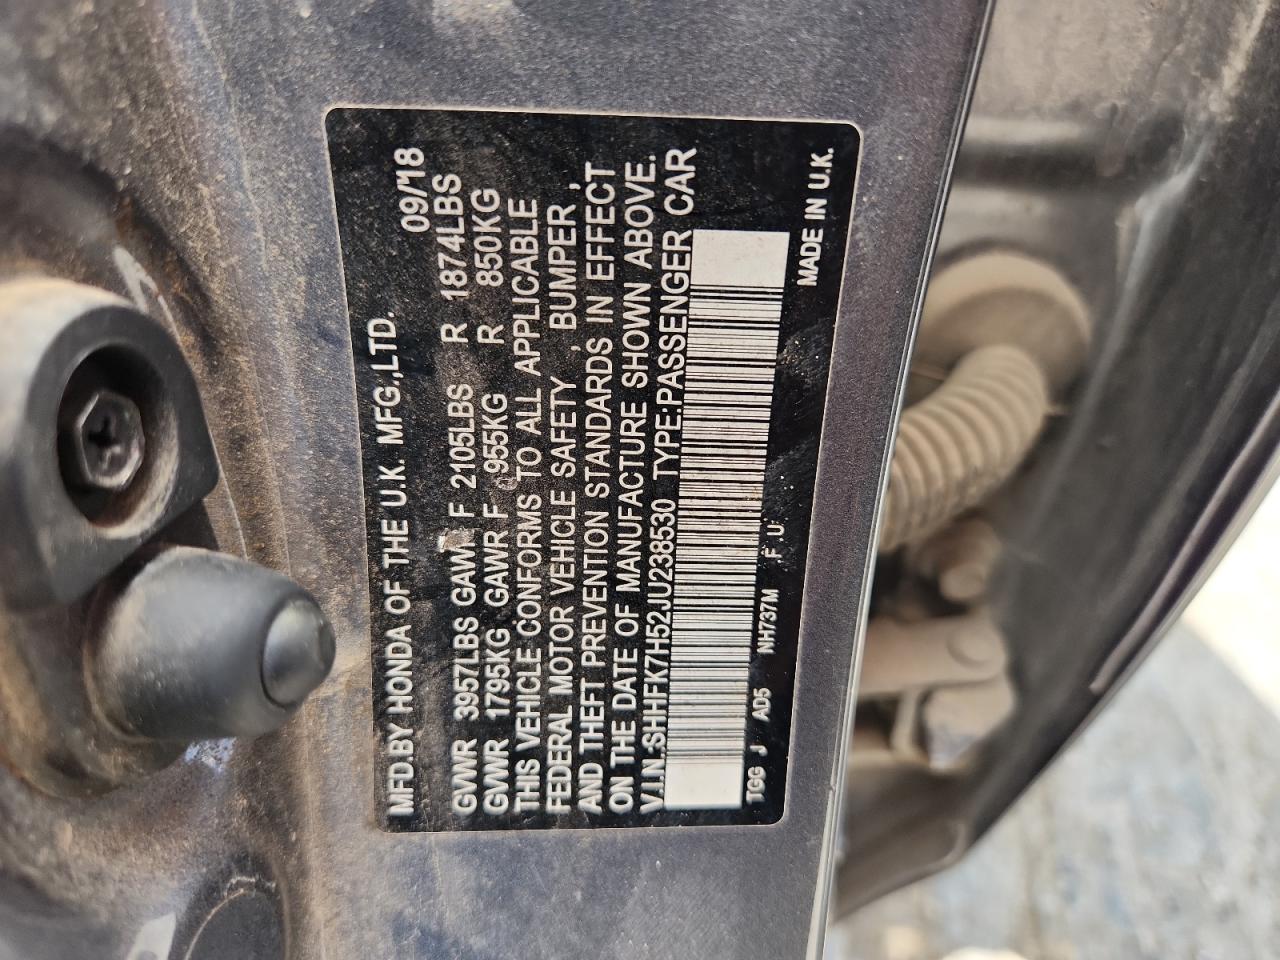 MFD.BY HONDA OF THE U.K. MFG.,LTD. 09/18
GVWR 3957LBS GAWR F 2105LBS R 1874LBS
GVWR 1795KG GAWR F 955KG R 850KG
THIS VEHICLE CONFORMS TO ALL APPLICABLE
FEDERAL MOTOR VEHICLE SAFETY, BUMPER,
AND THEFT PREVENTION STANDARDS IN EFFECT
ON THE DATE OF MANUFACTURE SHOWN ABOVE.
V.I.N.:SHHFK7H52JU238530 TYPE:PASSENGER CAR
TGG J AD5 NH737M F U MADE IN U.K.